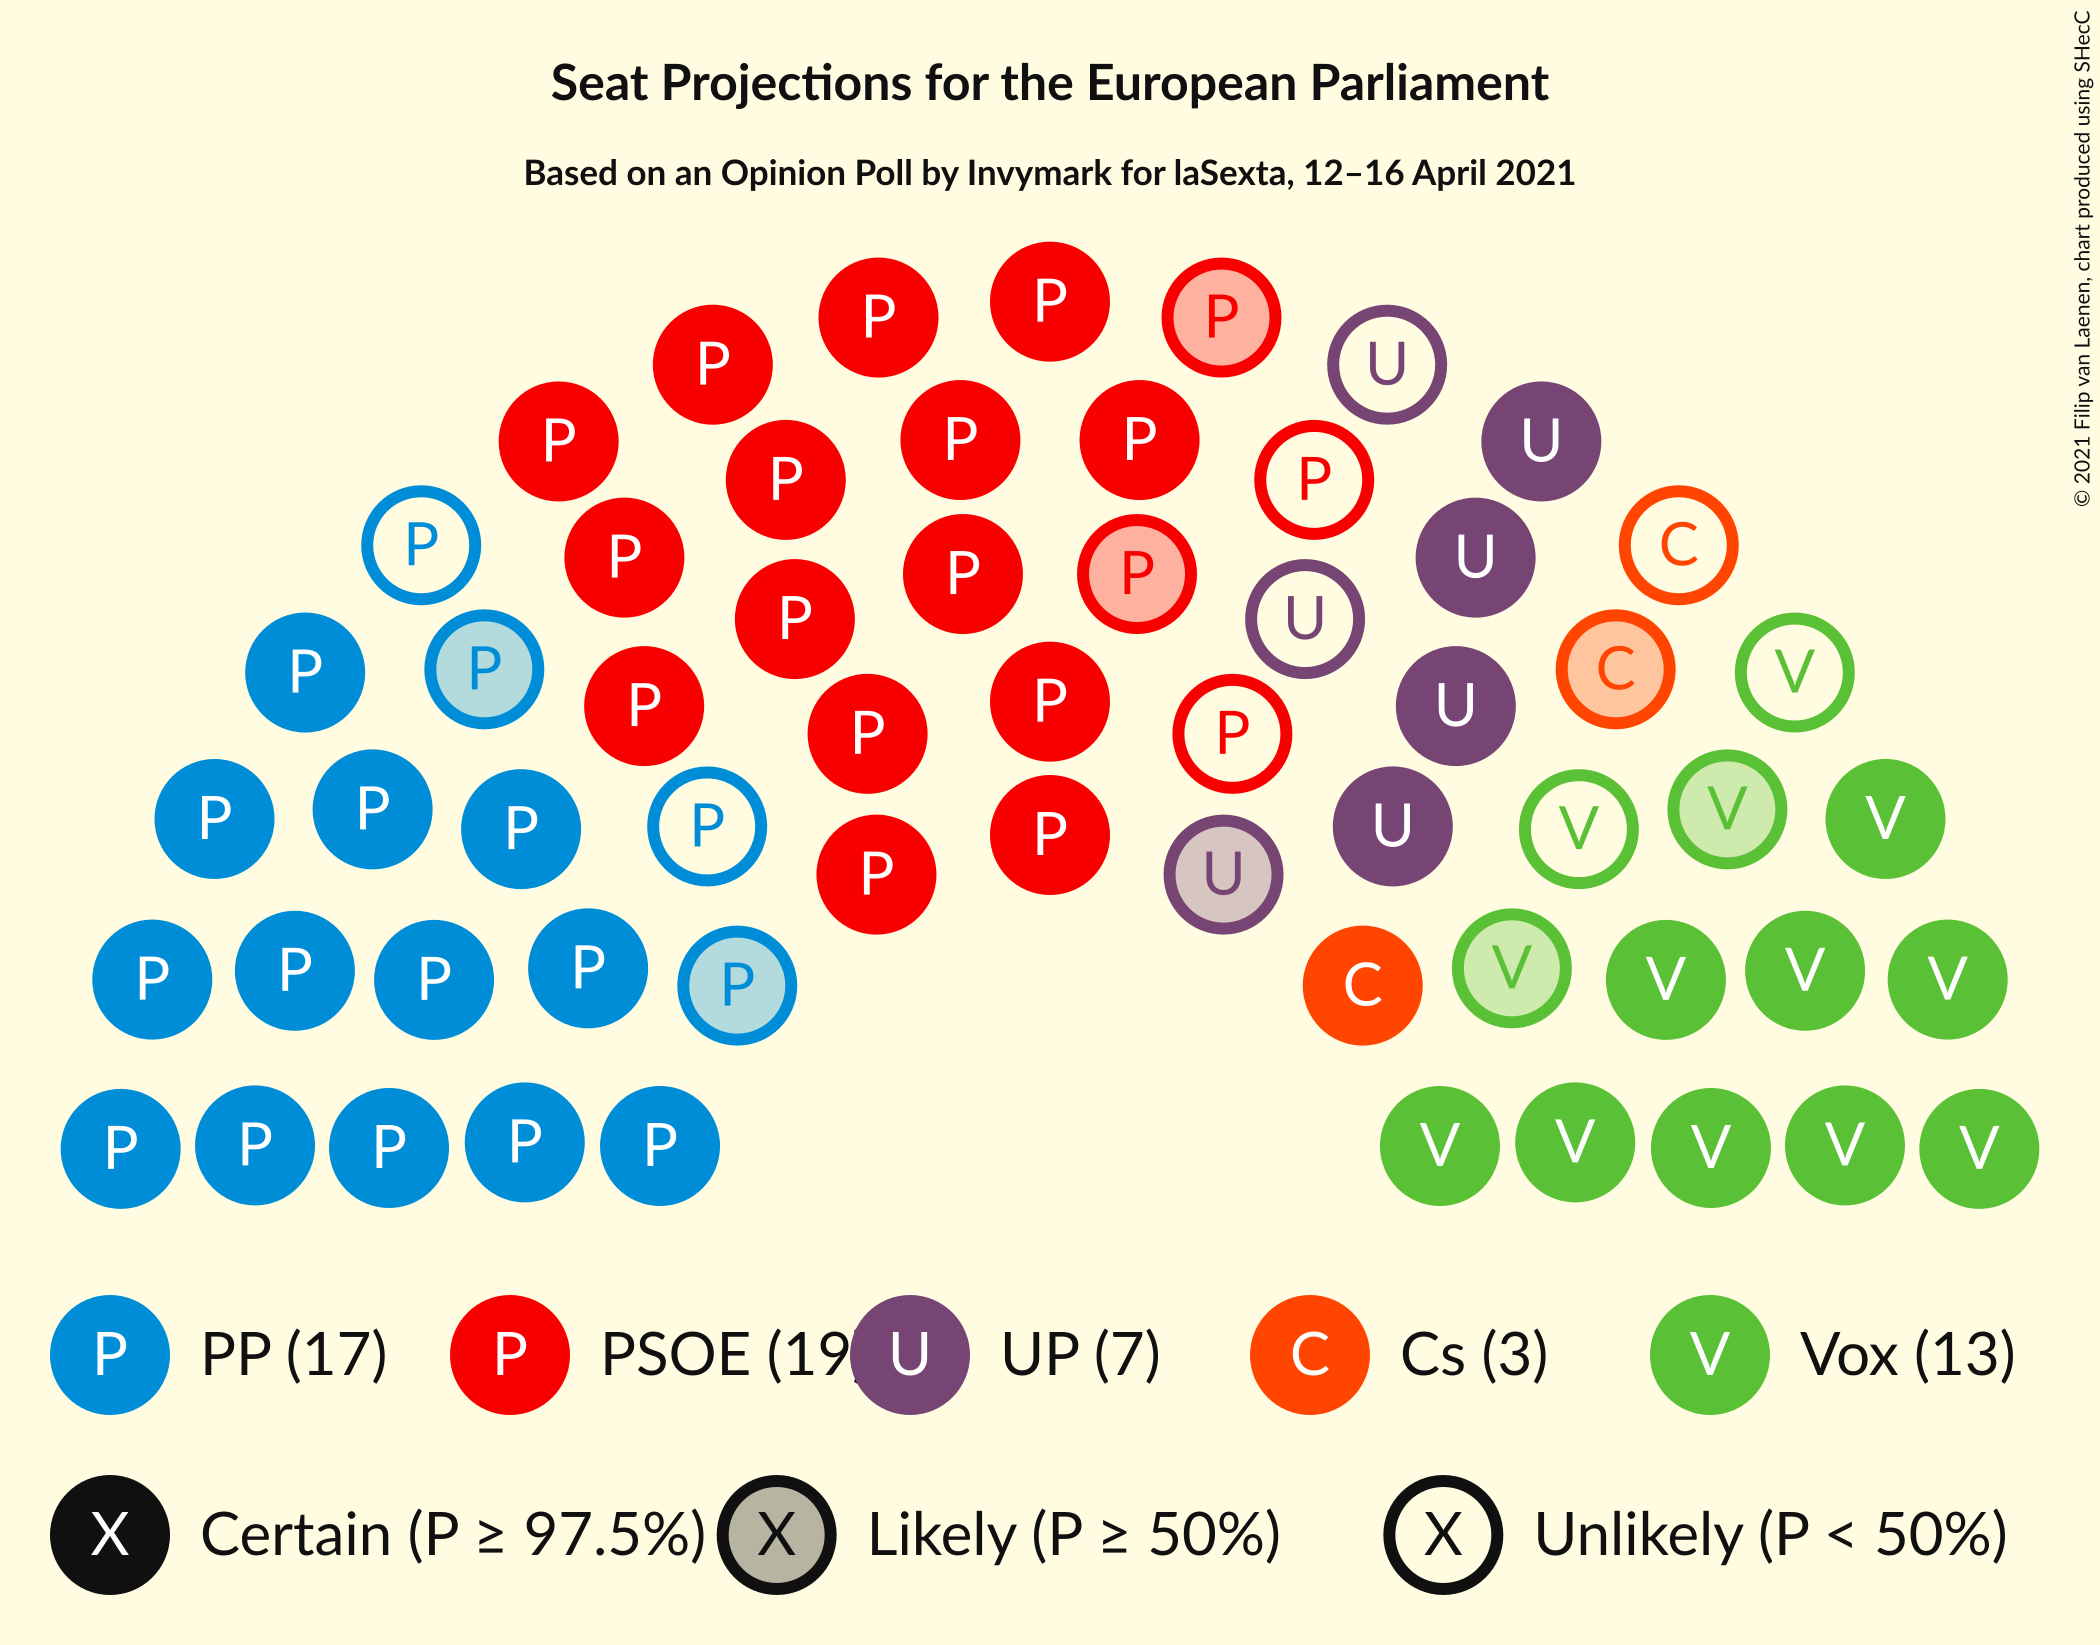 Seat Projections for the European Parliament
Based on an Opinion Poll by Invymark for laSexta, 12–16 April 2021
© 2021 Filip van Laenen, chart produced using SHecC
P P P U
P P U
P P P U
P P P C
P P P U
P P P U V
P P P P U C
P P P P P U V V V
P P U
P P P P P C V V V V
P P P P P V V V V V
P PP (17) P PSOE (19) U UP (7) C Cs (3) V Vox (13)
X Certain (P ≥ 97.5%) X Likely (P ≥ 50%) X Unlikely (P < 50%)